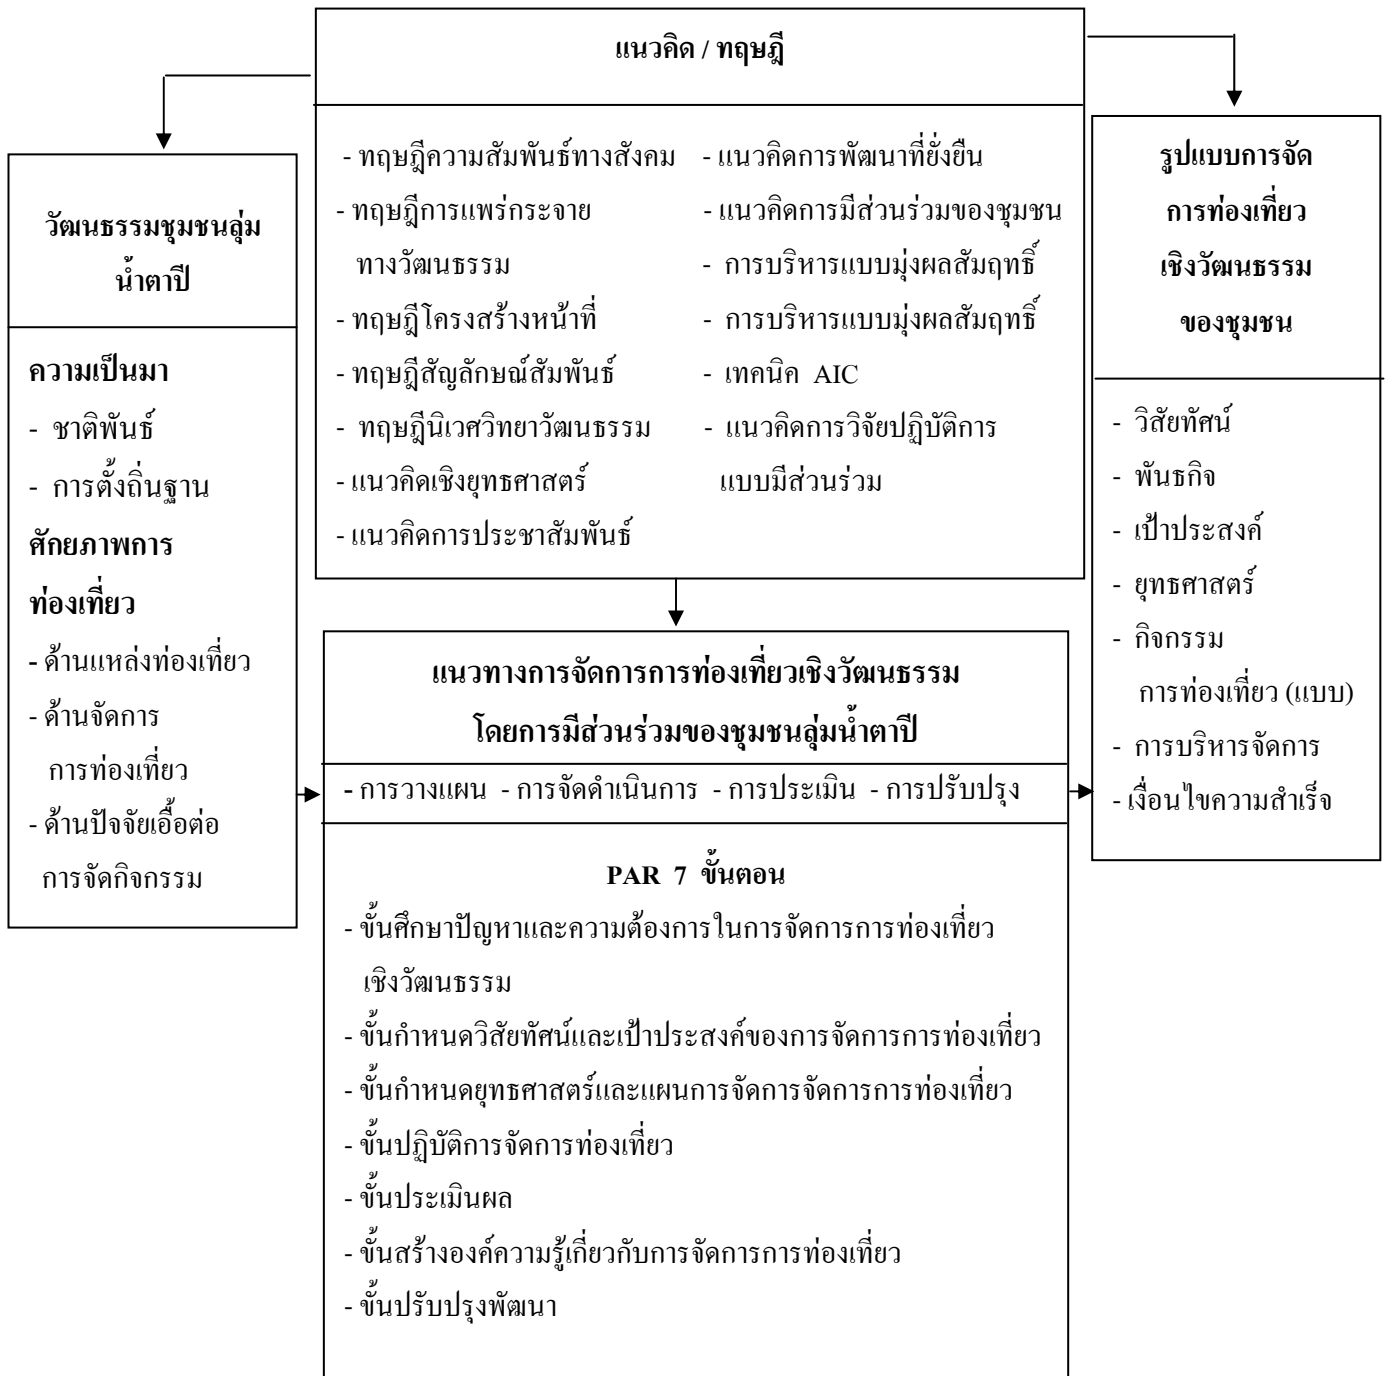 แนวคิด / ทฤษฎี
- ทฤษฎีความสัมพันธ์ทางสังคม
- ทฤษฎีการแพร่กระจาย
ทางวัฒนธรรม
- ทฤษฎีโครงสร้างหน้าที่
- ทฤษฎีสัญลักษณ์สัมพันธ์
- ทฤษฎีนิเวศวิทยาวัฒนธรรม
- แนวคิดเชิงยุทธศาสตร์
- แนวคิดการประชาสัมพันธ์
- แนวคิดการพัฒนาที่ยั่งยืน
- แนวคิดการมีส่วนร่วมของชุมชน
- การบริหารแบบมุ่งผลสัมฤทธิ์
- การบริหารแบบมุ่งผลสัมฤทธิ์
- เทคนิค AIC
- แนวคิดการวิจัยปฏิบัติการ
แบบมีส่วนร่วม
วัฒนธรรมชุมชนลุ่ม
น้ำตาปี
ความเป็นมา
- ชาติพันธ์
- การตั้งถิ่นฐาน
ศักยภาพการ
ท่องเที่ยว
- ด้านแหล่งท่องเที่ยว
- ด้านจัดการ
การท่องเที่ยว
- ด้านปัจจัยเอื้อต่อ
การจัดกิจกรรม
แนวทางการจัดการการท่องเที่ยวเชิงวัฒนธรรม
โดยการมีส่วนร่วมของชุมชนลุ่มน้ำตาปี
- การวางแผน - การจัดดำเนินการ - การประเมิน - การปรับปรุง
PAR 7 ขั้นตอน
- ขั้นศึกษาปัญหาและความต้องการในการจัดการการท่องเที่ยว
เชิงวัฒนธรรม
- ขั้นกำหนดวิสัยทัศน์และเป้าประสงค์ของการจัดการการท่องเที่ยว
- ขั้นกำหนดยุทธศาสตร์และแผนการจัดการจัดการการท่องเที่ยว
- ขั้นปฏิบัติการจัดการท่องเที่ยว
- ขั้นประเมินผล
- ขั้นสร้างองค์ความรู้เกี่ยวกับการจัดการการท่องเที่ยว
- ขั้นปรับปรุงพัฒนา
รูปแบบการจัด
การท่องเที่ยว
เชิงวัฒนธรรม
ของชุมชน
- วิสัยทัศน์
- พันธกิจ
- เป้าประสงค์
- ยุทธศาสตร์
- กิจกรรม
การท่องเที่ยว (แบบ)
- การบริหารจัดการ
- เงื่อนไขความสำเร็จ